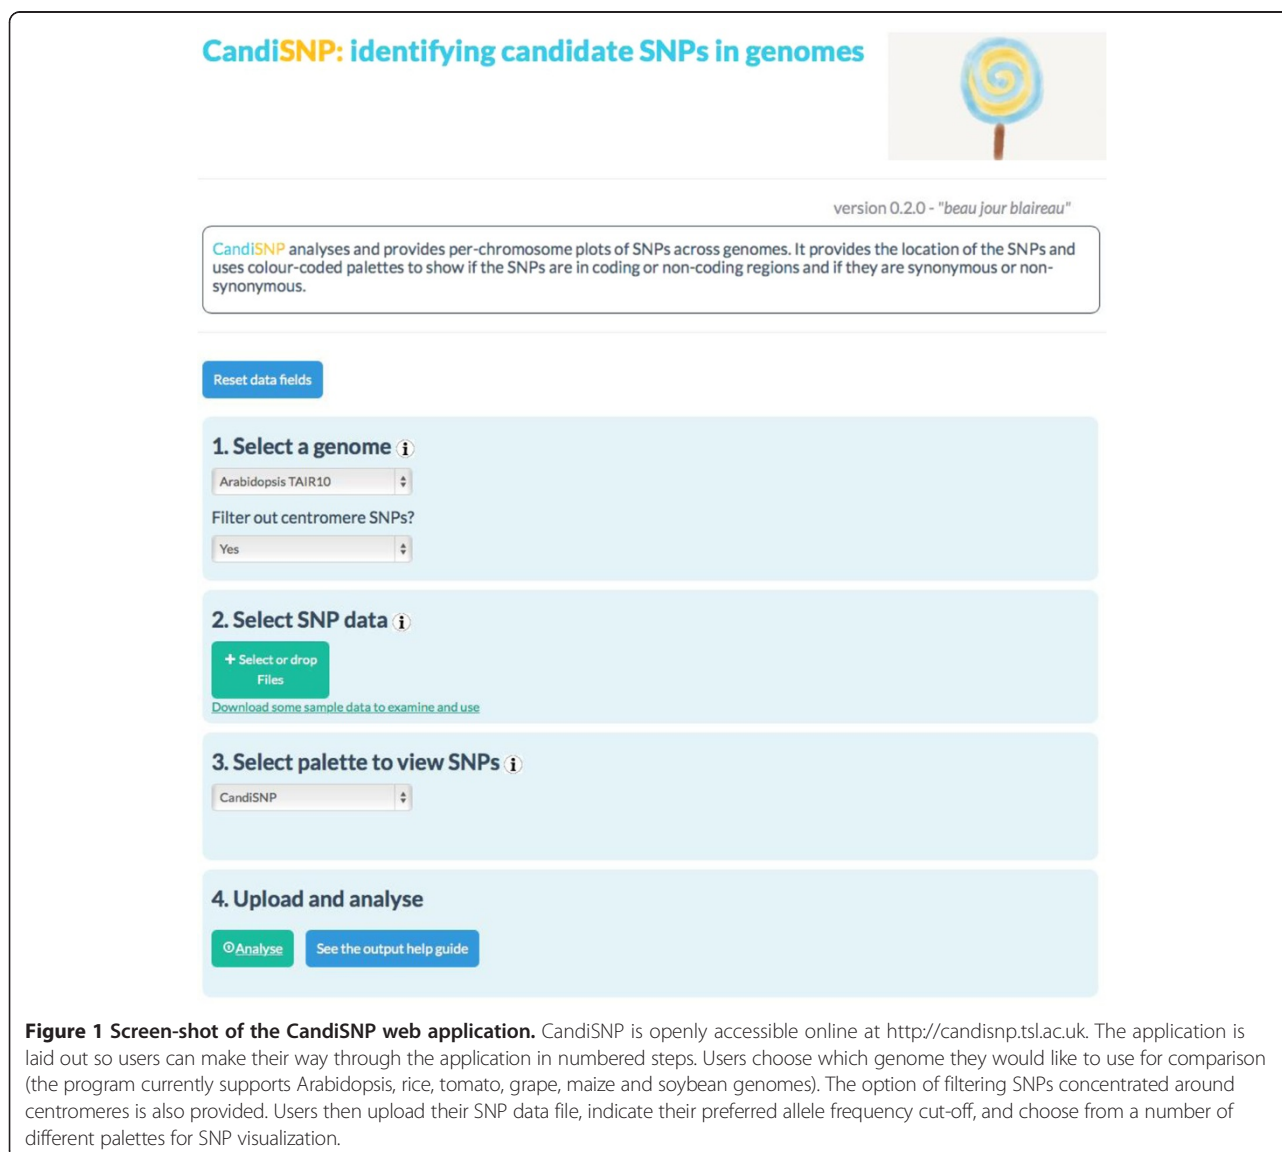 CandiSNP: identifying candidate SNPs in genomes
version 0.2.0 - "beau jour blaireau"
CandiSNP analyses and provides per-chromosome plots of SNPs across genomes. It provides the location of the SNPs and
uses colour-coded palettes to show if the SNPs are in coding or non-coding regions and if they are synonymous or non-
synonymous.
Reset data fields
1. Select a genome i
Arabidopsis TAIR10
Filter out centromere SNPs?
Yes
2. Select SNP data i
+ Select or drop
Files
Download some sample data to examine and use
3. Select palette to view SNPs i
CandiSNP
4. Upload and analyse
Analyse
See the output help guide
Figure 1 Screen-shot of the CandiSNP web application. CandiSNP is openly accessible online at http://candisnp.tsl.ac.uk. The application is
laid out so users can make their way through the application in numbered steps. Users choose which genome they would like to use for comparison
(the program currently supports Arabidopsis, rice, tomato, grape, maize and soybean genomes). The option of filtering SNPs concentrated around
centromeres is also provided. Users then upload their SNP data file, indicate their preferred allele frequency cut-off, and choose from a number of
different palettes for SNP visualization.